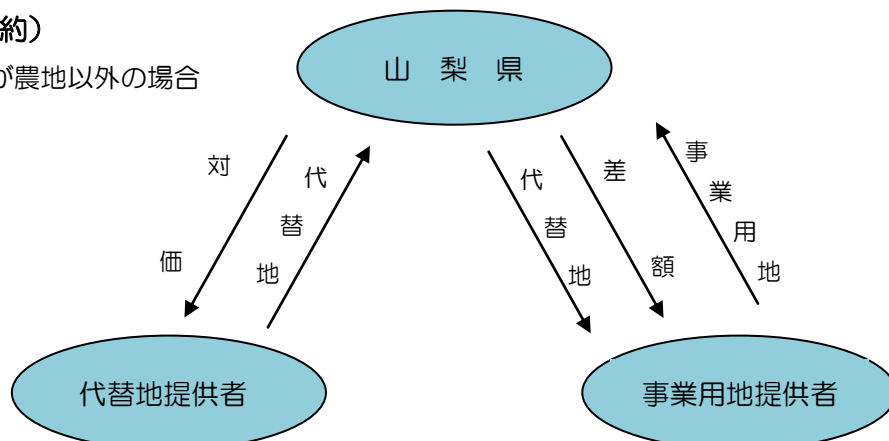 約）
が農地以外の場合
山　梨　県
対価
代替地
代替地
差額
事業用地
代替地提供者
事業用地提供者